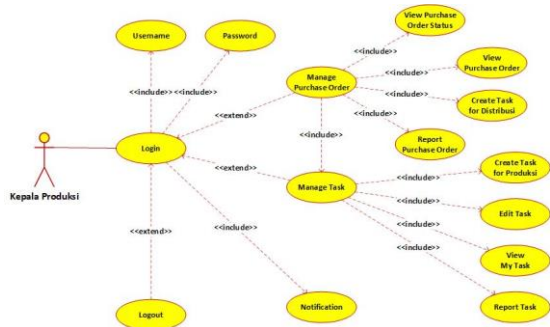 View Purchase
Order Status
Username
Password
<<include>>
View
Purchase Order
<<include>>
<<include>>
<<include>>
Manage
Purchase Order
<<include>>
Create Task
for Distribusi
<<extend>>
<<include>>
<<include>>
Report
Purchase Order
Login
<<extend>>
Create Task
for Produksi
Manage Task
<<include>>
Kepala Produksi
<<include>>
Edit Task
<<extend>>
<<include>>
<<include>>
<<include>>
View
My Task
Logout
Notification
Report Task